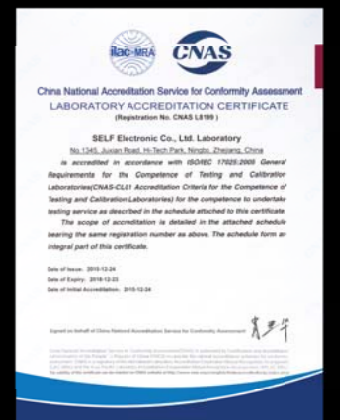 ilac-MRA
CNAS
China National Accreditation Service for Conformity Assessment
LABORATORY ACCREDITATION CERTIFICATE
(Registration No. CNAS L8199 )
SELF Electronic Co., Ltd. Laboratory
No.1345, Juxian Road, Hi-Tech Park, Ningbo, Zhejiang, China
is accredited in accordance with ISO/IEC 17025:2005 General
Requirements for the Competence of Testing and Calibration
Laboratories(CNAS-CL01 Accreditation Criteria for the Competence of
Testing and Calibration Laboratories) for the competence to undertake
testing service as described in the schedule attached to this certificate
The scope of accreditation is detailed in the attached schedule
bearing the same registration number as above. The schedule form an
integral part of this certificate.
Date of Issue: 2015-12-24
Date of Expiry: 2018-12-23
Date of Initial Accreditation: 2015-12-24
Signed on behalf of China National Accreditation Service for Conformity Assessment